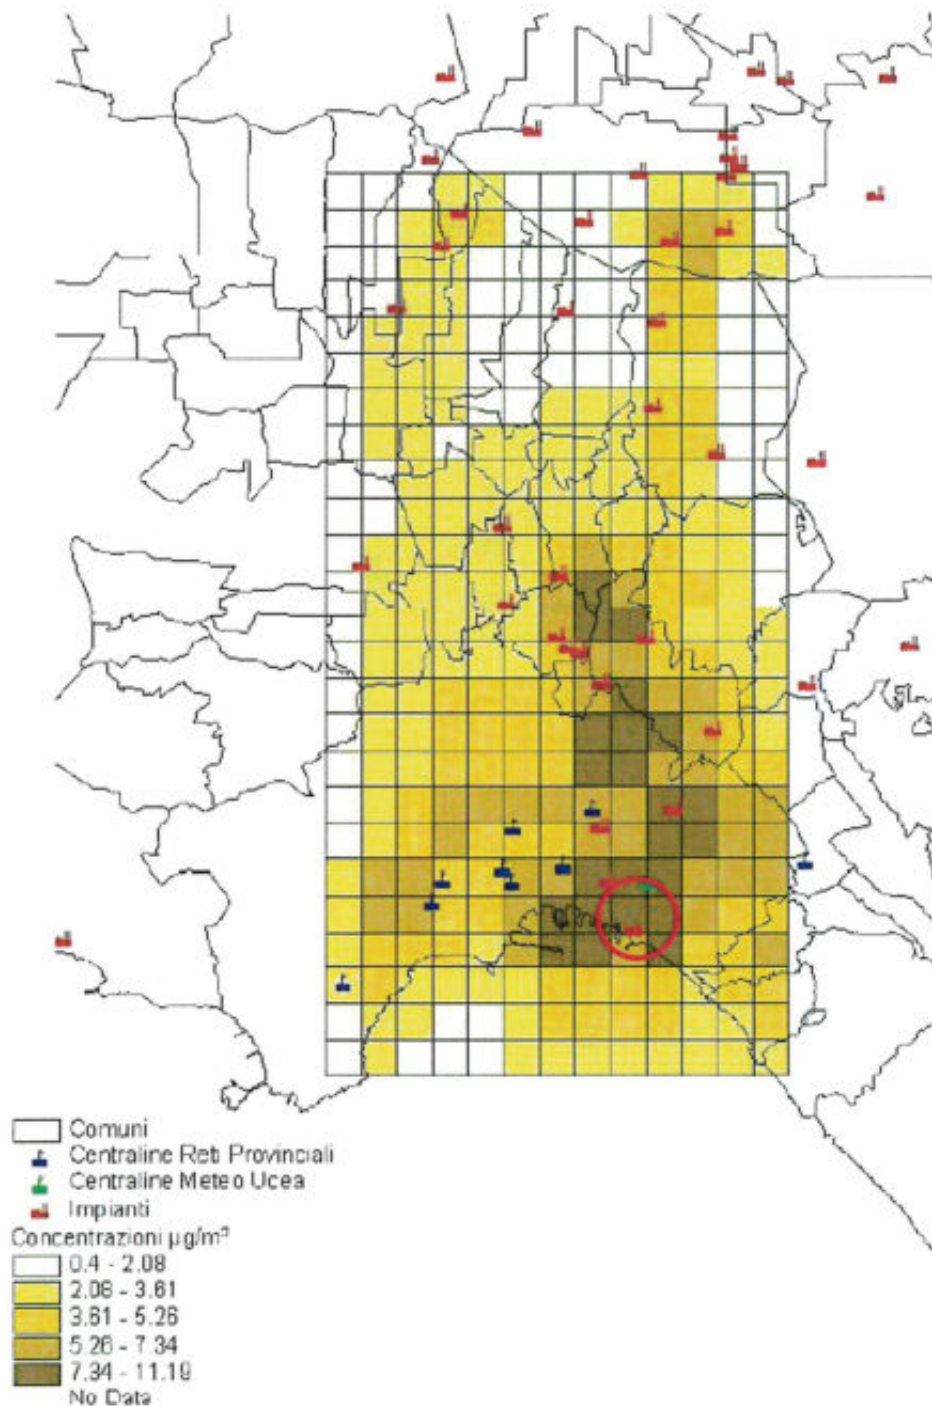 Comuni
Centraline Reti Provinciali
Centraline Meteo Ucea
Impianti
Concentrazioni µg/m³
0.4 - 2.08
2.08 - 3.61
3.61 - 5.26
5.26 - 7.34
7.34 - 11.19
No Data